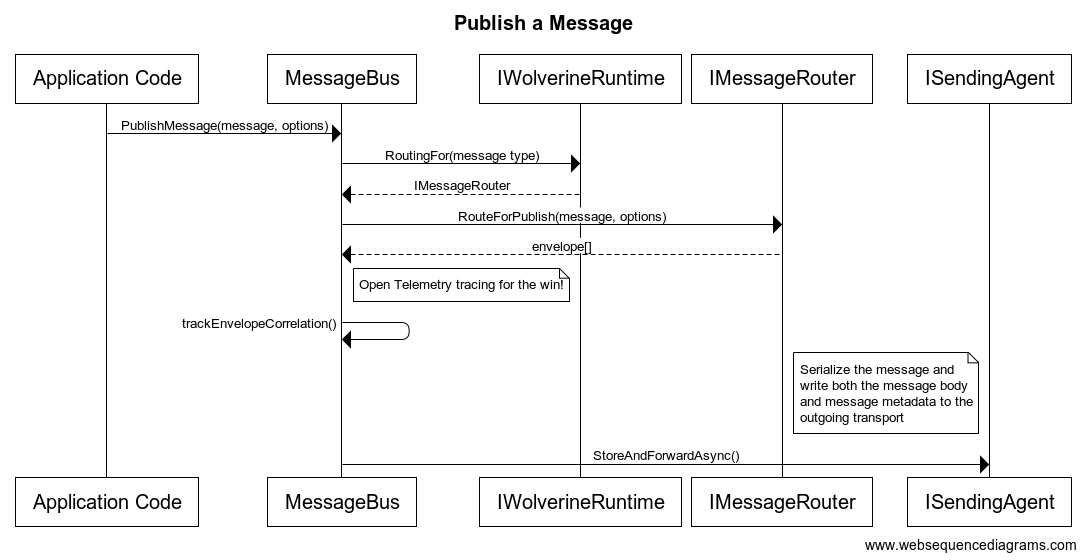 Publish a Message
Application Code
MessageBus
IWolverineRuntime
IMessageRouter
ISendingAgent
PublishMessage(message, options)
RoutingFor(message type)
IMessageRouter
RouteForPublish(message, options)
envelope[]
Open Telemetry tracing for the win!
trackEnvelopeCorrelation()
Serialize the message and
write both the message body
and message metadata to the
outgoing transport
StoreAndForwardAsync()
Application Code
MessageBus
IWolverineRuntime
IMessageRouter
ISendingAgent
www.websequencediagrams.com